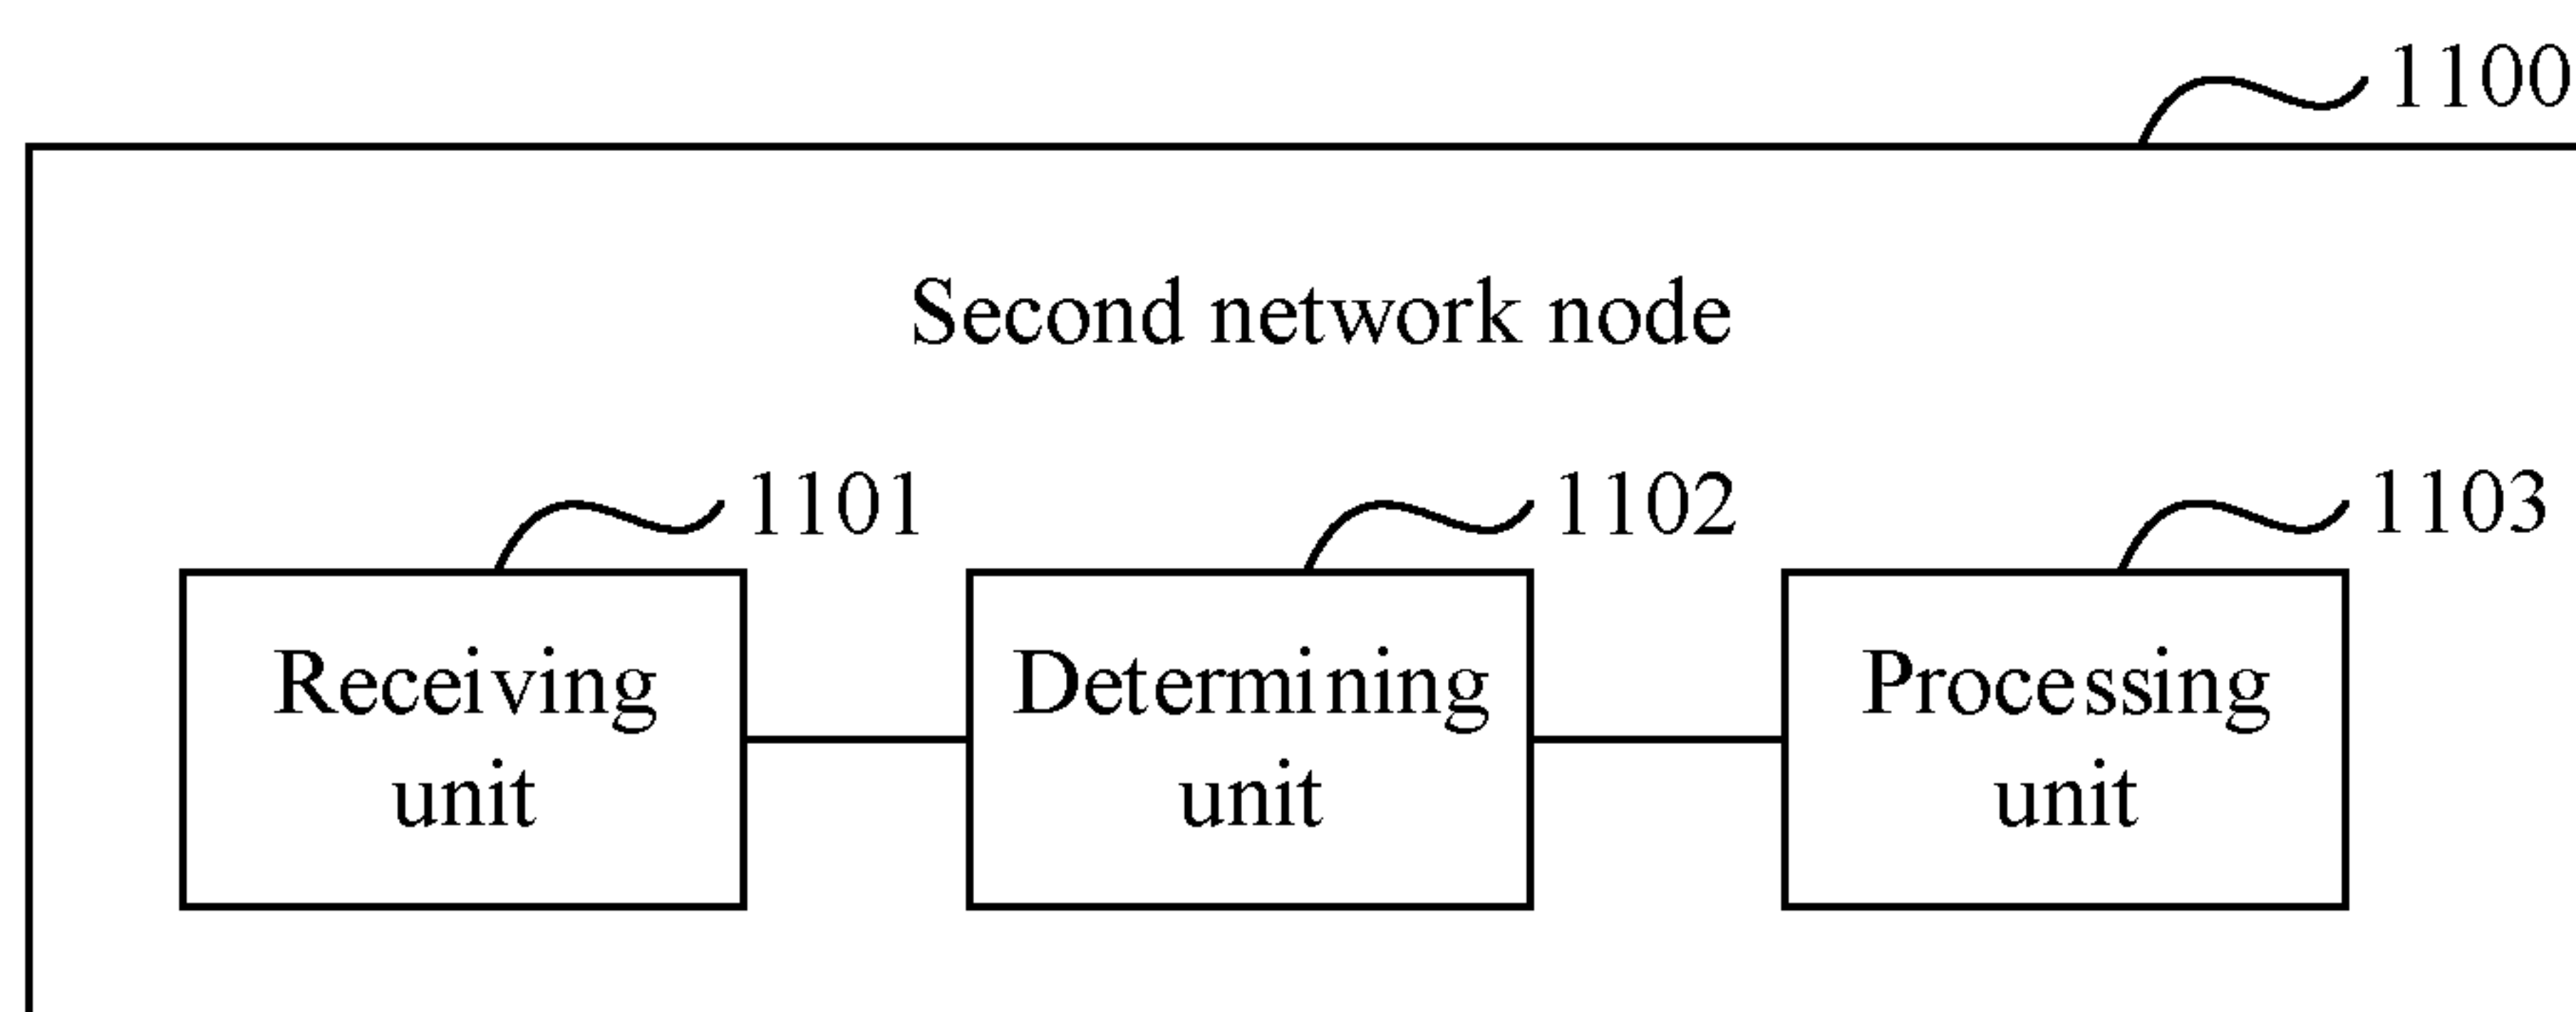 1100
Second network node
1101
1102
1103
Receiving
unit
Determining
unit
Processing
unit